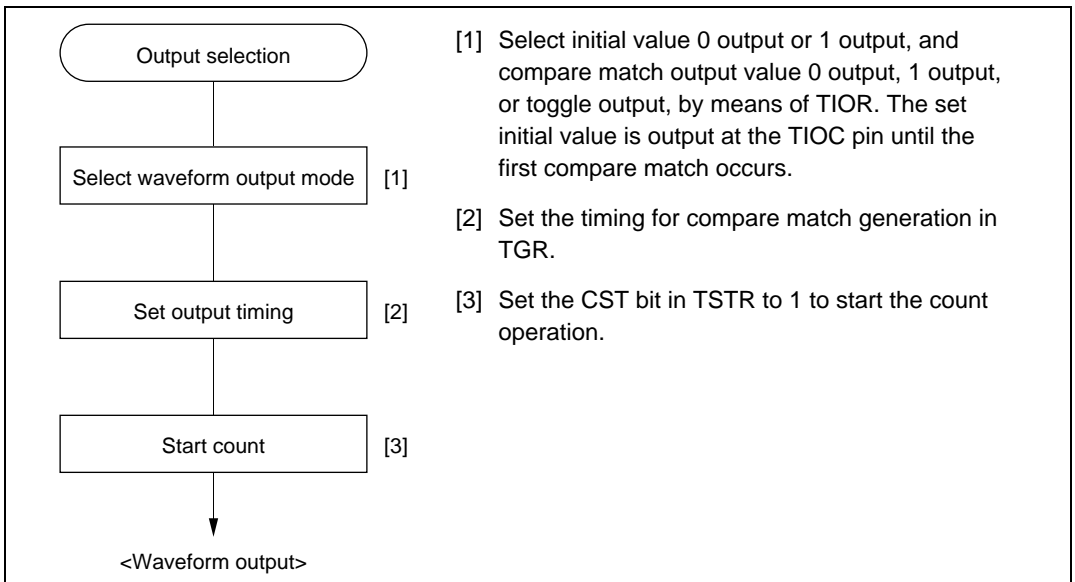 Output selection
Select waveform output mode [1]
Set output timing [2]
Start count [3]
<Waveform output>
[1] Select initial value 0 output or 1 output, and
compare match output value 0 output, 1 output,
or toggle output, by means of TIOR. The set
initial value is output at the TIOC pin until the
first compare match occurs.
[2] Set the timing for compare match generation in
TGR.
[3] Set the CST bit in TSTR to 1 to start the count
operation.